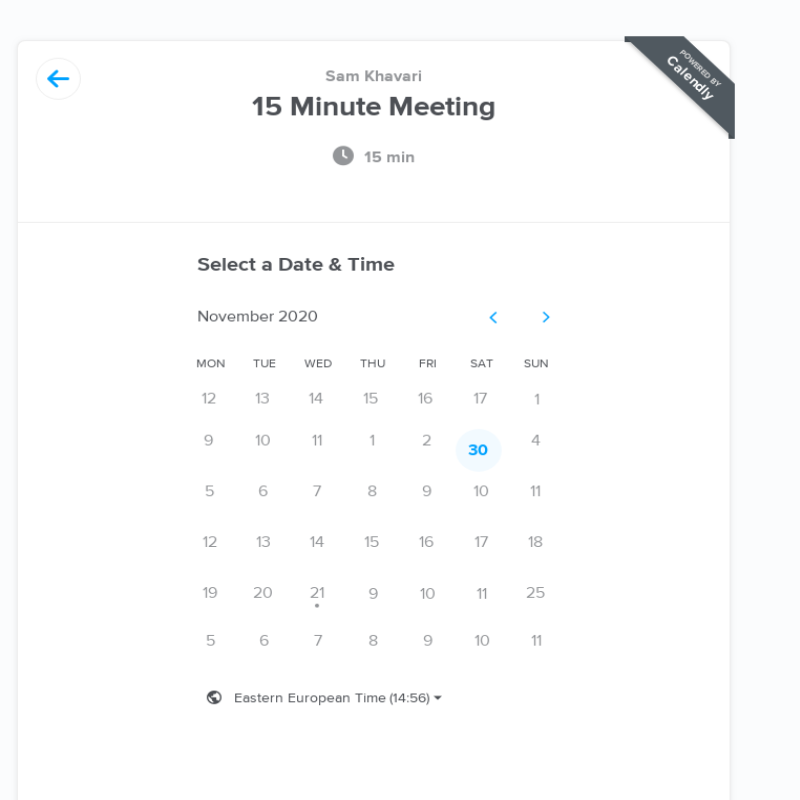 POWERED BY
Calendly
Sam Khavari
15 Minute Meeting
15 min
Select a Date & Time
November 2020
MON TUE WED THU FRI SAT SUN
12 13 14 15 16 17 1
9 10 11 1 2 30 4
5 6 7 8 9 10 11
12 13 14 15 16 17 18
19 20 21 9 10 11 25
5 6 7 8 9 10 11
Eastern European Time (14:56)